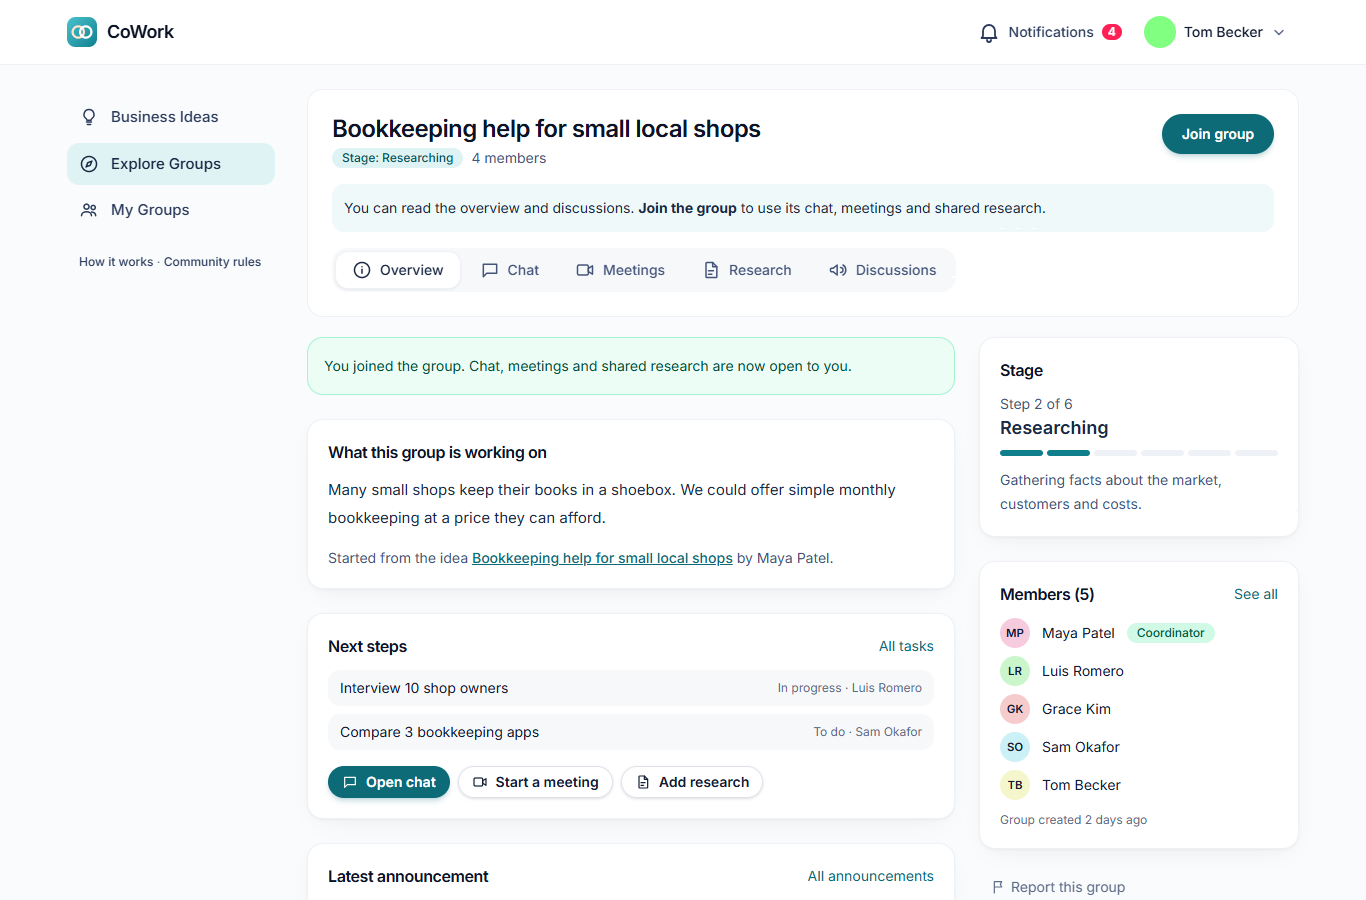 CoWork
Notifications 4
Tom Becker
Business Ideas
Explore Groups
My Groups
How it works · Community rules
Bookkeeping help for small local shops
Join group
Stage: Researching 4 members
You can read the overview and discussions. Join the group to use its chat, meetings and shared research.
Overview Chat Meetings Research Discussions
You joined the group. Chat, meetings and shared research are now open to you.
What this group is working on
Many small shops keep their books in a shoebox. We could offer simple monthly
bookkeeping at a price they can afford.
Started from the idea Bookkeeping help for small local shops by Maya Patel.
Next steps All tasks
Interview 10 shop owners In progress · Luis Romero
Compare 3 bookkeeping apps To do · Sam Okafor
Open chat Start a meeting Add research
Latest announcement All announcements
Stage
Step 2 of 6
Researching
Gathering facts about the market,
customers and costs.
Members (5) See all
MP Maya Patel Coordinator
LR Luis Romero
GK Grace Kim
SO Sam Okafor
TB Tom Becker
Group created 2 days ago
Report this group